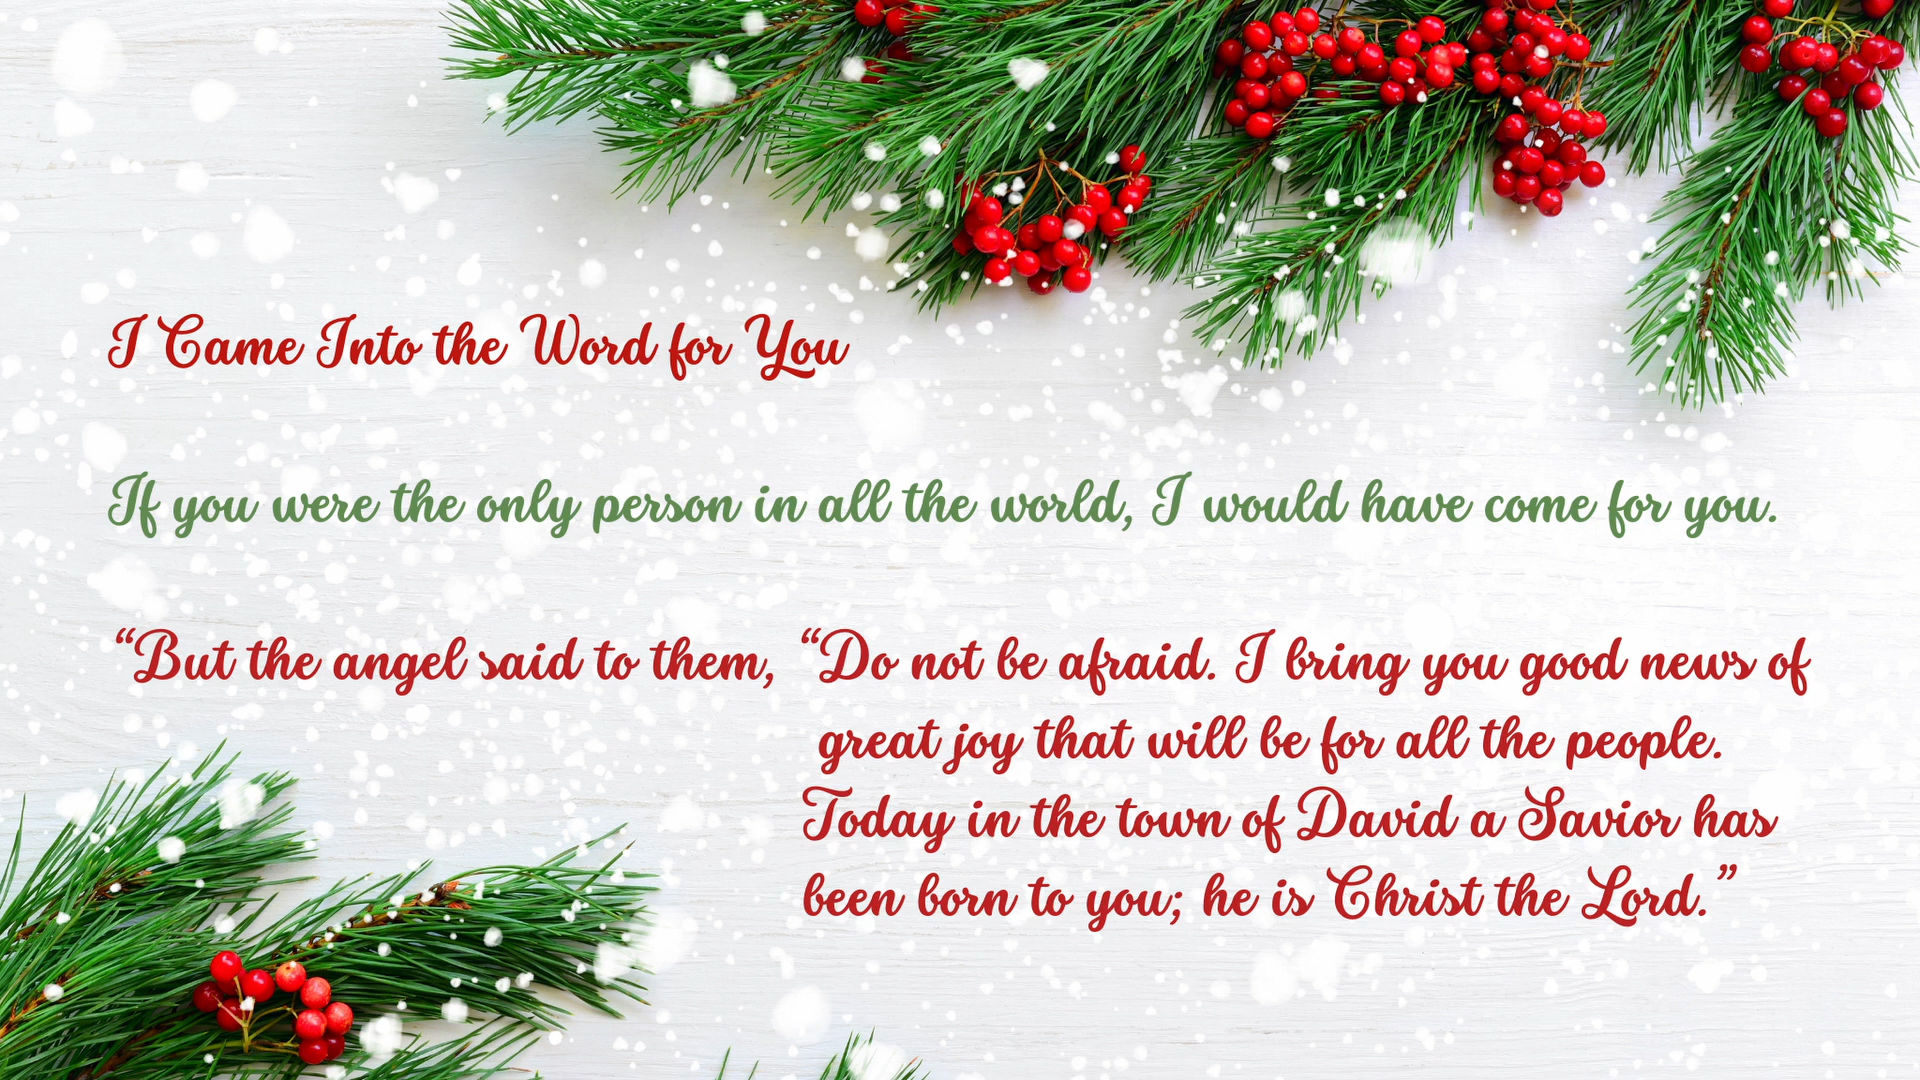 I Came Into the Word for You
If you were the only person in all the world, I would have come for you.
“But the angel said to them, “Do not be afraid. I bring you good news of
great joy that will be for all the people.
Today in the town of David a Savior has
been born to you; he is Christ the Lord.”